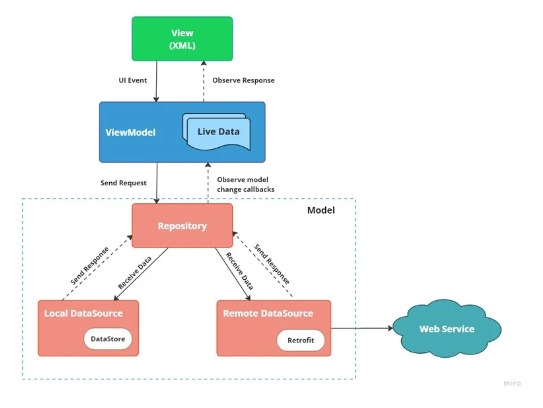 View
(XML)
UI Event
Observe Response
ViewModel
Live Data
Send Request
Observe model
change callbacks
Model
Repository
Send Response
Receive Data
Receive Data
Send Response
Local DataSource
DataStore
Remote DataSource
Retrofit
Web Service
miro